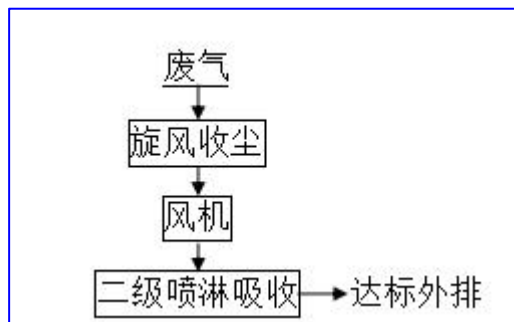 废气
旋风收尘
风机
二级喷淋吸收
达标外排